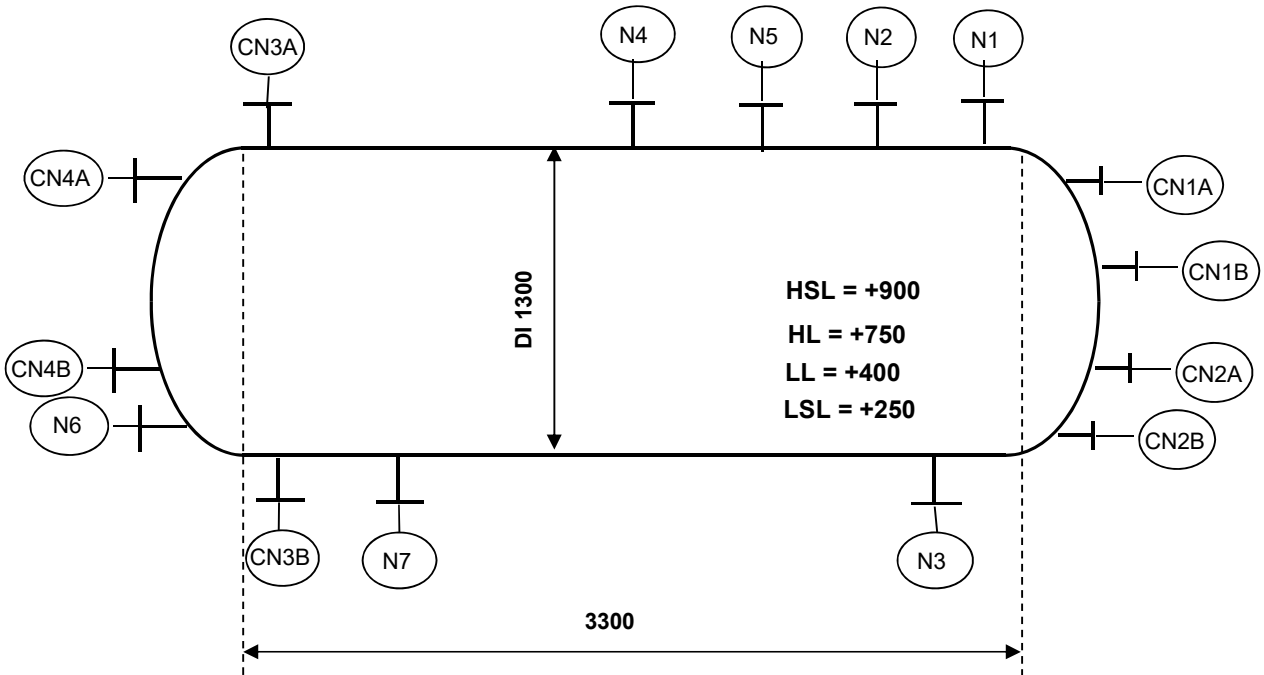 CN3A
N4
N5
N2
N1
CN4A
CN1A
CN1B
DI 1300
HSL = +900
HL = +750
LL = +400
LSL = +250
CN4B
CN2A
N6
CN2B
CN3B
N7
N3
3300